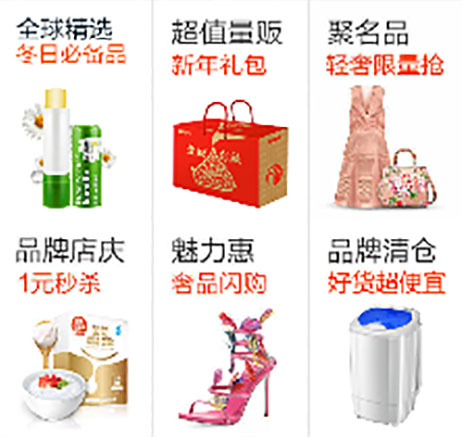 全球精选
冬日必备品
超值量贩
新年礼包
聚名品
轻奢限量抢
品牌店庆
1元秒杀
魅力惠
奢品闪购
品牌清仓
好货超便宜